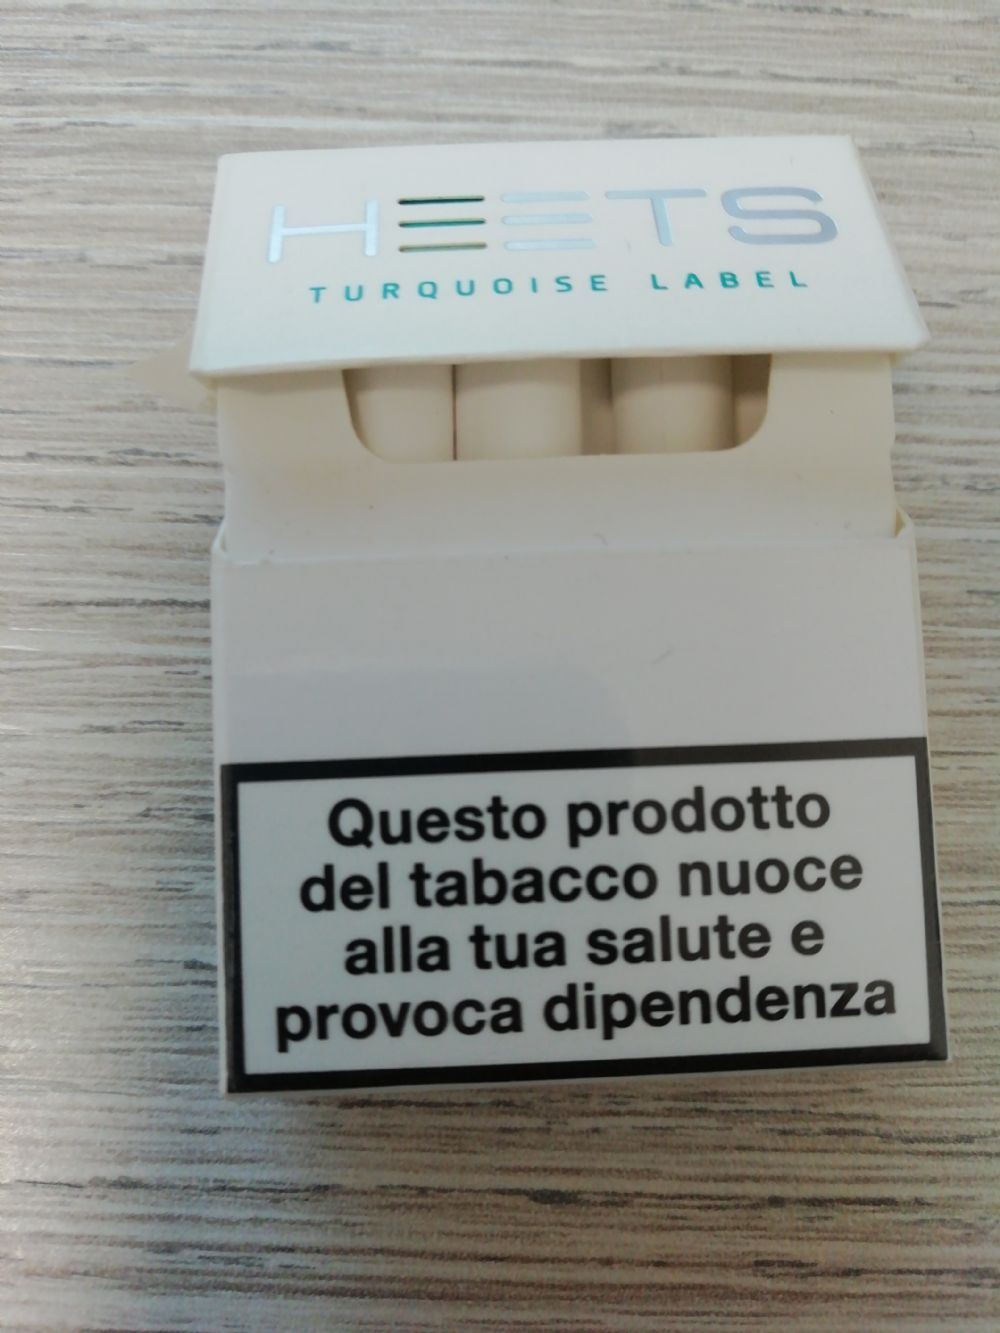 HEETS
TURQUOISE LABEL
Questo prodotto
del tabacco nuoce
alla tua salute e
provoca dipendenza